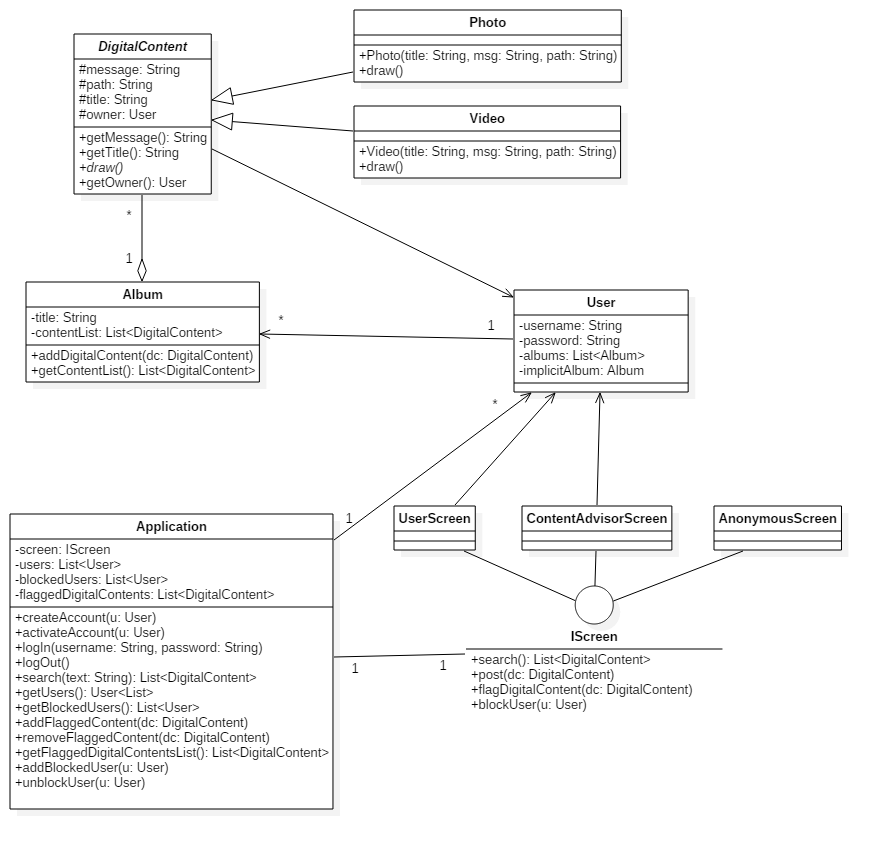 DigitalContent
#message: String
#path: String
#title: String
#owner: User
+getMessage(): String
+getTitle(): String
+draw()
+getOwner(): User
Photo
+Photo(title: String, msg: String, path: String)
+draw()
Video
+Video(title: String, msg: String, path: String)
+draw()
*
1
Album
-title: String
-contentList: List<DigitalContent>
+addDigitalContent(dc: DigitalContent)
+getContentList(): List<DigitalContent>
*
1
User
-username: String
-password: String
-albums: List<Album>
-implicitAlbum: Album
*
1
Application
-screen: IScreen
-users: List<User>
-blockedUsers: List<User>
-flaggedDigitalContents: List<DigitalContent>
+createAccount(u: User)
+activateAccount(u: User)
+logIn(username: String, password: String)
+logOut()
+search(text: String): List<DigitalContent>
+getUsers(): User<List>
+getBlockedUsers(): List<User>
+addFlaggedContent(dc: DigitalContent)
+removeFlaggedContent(dc: DigitalContent)
+getFlaggedDigitalContentsList(): List<DigitalContent>
+addBlockedUser(u: User)
+unblockUser(u: User)
UserScreen
ContentAdvisorScreen
AnonymousScreen
1
1
IScreen
+search(): List<DigitalContent>
+post(dc: DigitalContent)
+flagDigitalContent(dc: DigitalContent)
+blockUser(u: User)